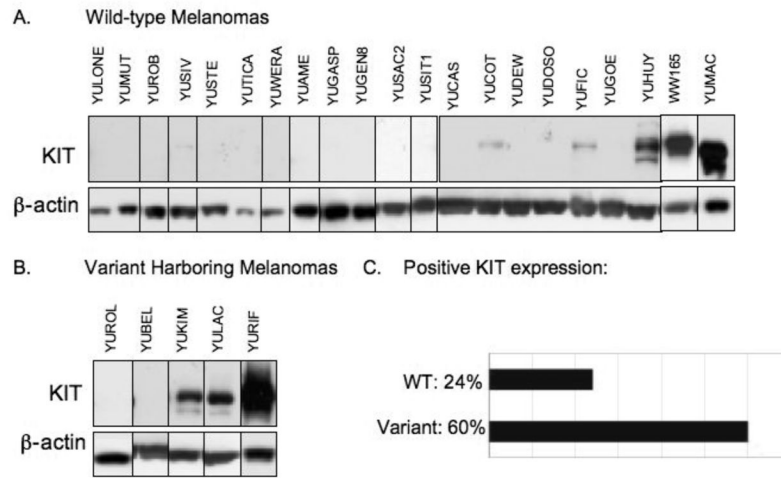 A. Wild-type Melanomas
YULONE YUMUT YUROB YUSIV YUSTE YUTICA YUWERA YUAME YUGASP YUGEN8 YUSAC2 YUSIT1 YUCAS YUCOT YUDEW YUDOSO YUFIC YUGOE YUHUY WW165 YUMAC
KIT
β-actin
B. Variant Harboring Melanomas
YUROL YUBEL YUKIM YULAC YURIF
KIT
β-actin
C. Positive KIT expression:
WT: 24%
Variant: 60%